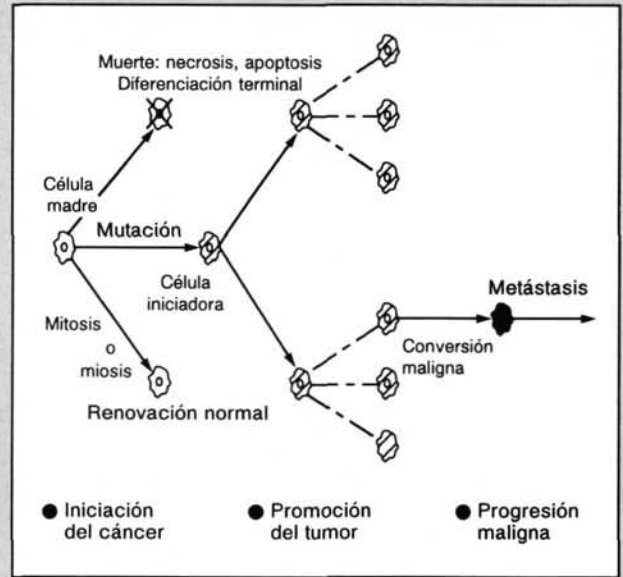 Muerte: necrosis, apoptosis
Diferenciación terminal
Célula
madre
Mutación
Célula
iniciadora
Mitosis
o
miosis
Renovación normal
Metástasis
Conversión
maligna
● Iniciación
del cáncer
● Promoción
del tumor
● Progresión
maligna